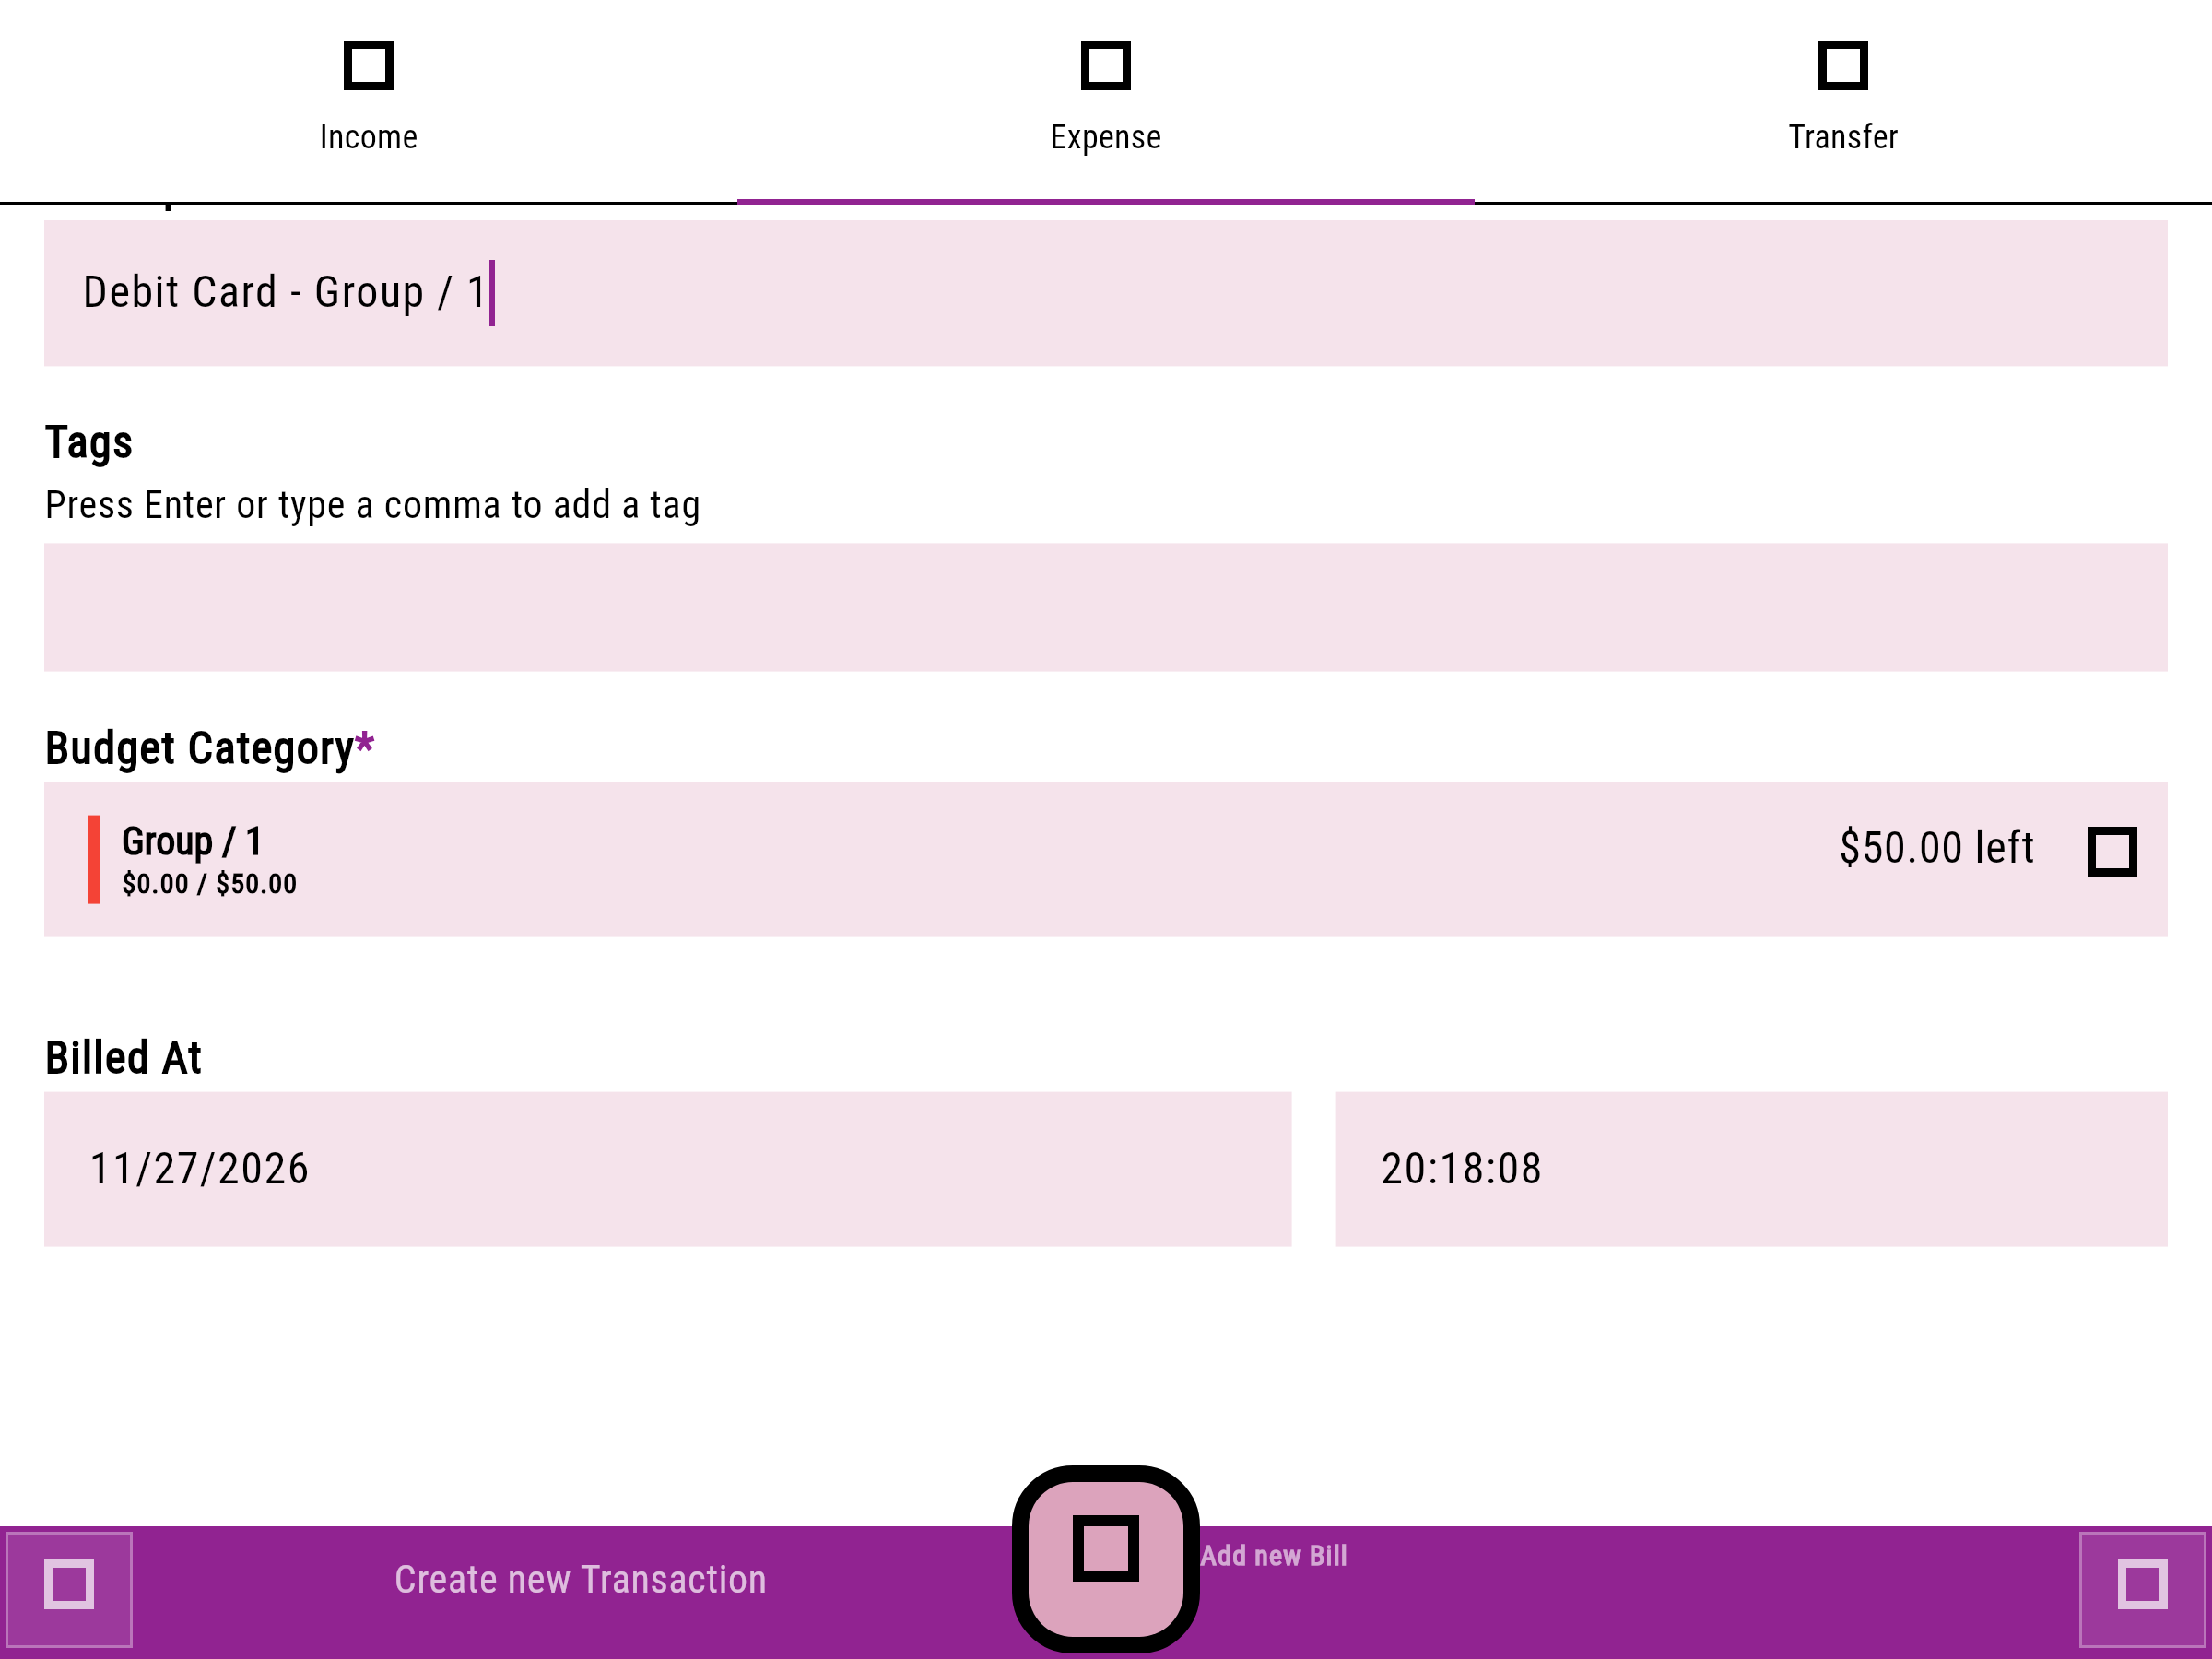 Income
Expense
Transfer
Debit Card - Group / 1
Tags
Press Enter or type a comma to add a tag
Budget Category*
Group / 1
$0.00 / $50.00
$50.00 left
Billed At
11/27/2026
20:18:08
Create new Transaction
Add new Bill